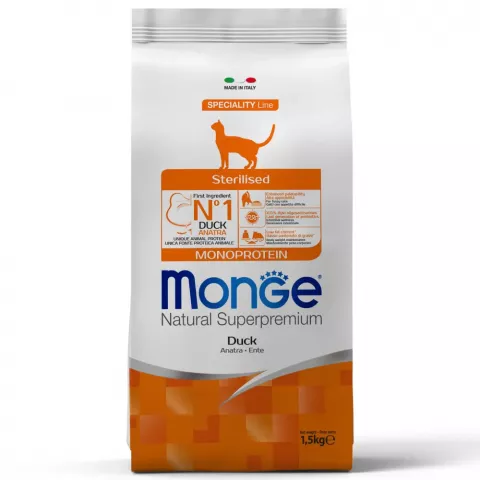 MADE IN ITALY
SPECIALITY Line
Sterilised
First Ingredient
N°1
DUCK
ANATRA
UNIQUE ANIMAL PROTEIN
UNICA FONTE PROTEICA ANIMALE
MONOPROTEIN
Monge®
Natural Superpremium
Duck
Anatra • Ente
1,5kg e